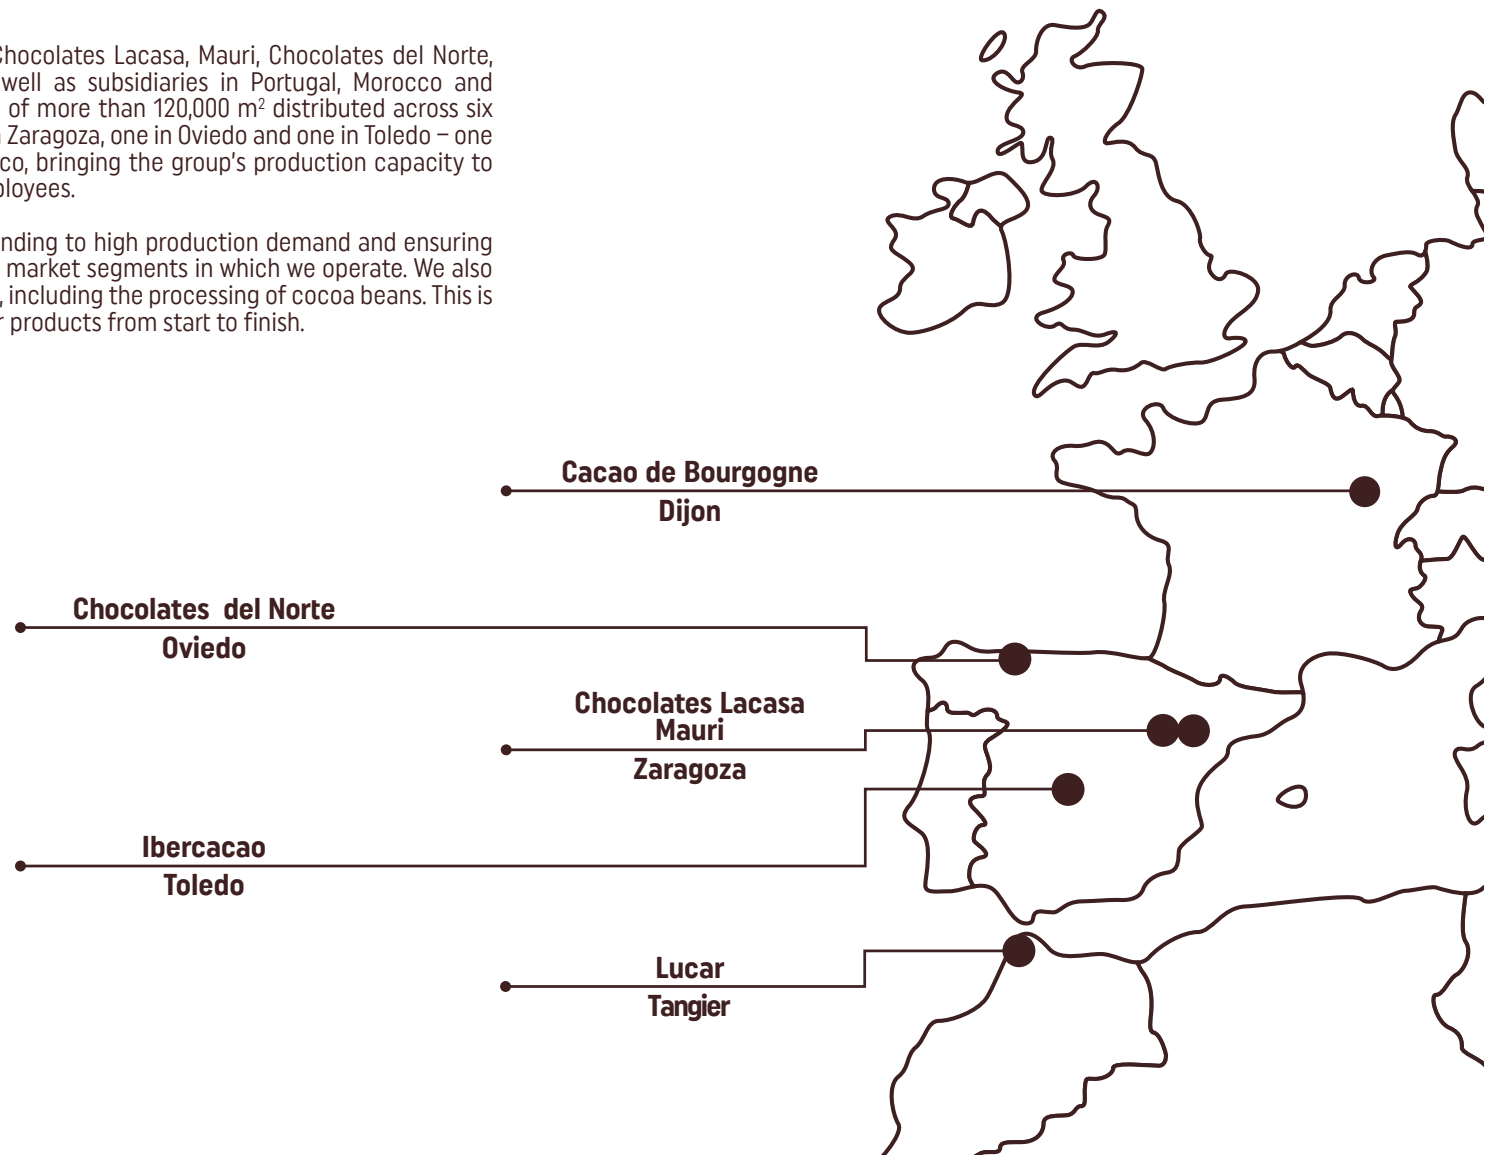 Chocolates Lacasa, Mauri, Chocolates del Norte,
well as subsidiaries in Portugal, Morocco and
of more than 120,000 m² distributed across six
Zaragoza, one in Oviedo and one in Toledo – one
bringing the group's production capacity to
to high production demand and ensuring
market segments in which we operate. We also
, including the processing of cocoa beans. This is
products from start to finish.
Cacao de Bourgogne
Dijon
Chocolates del Norte
Oviedo
Chocolates Lacasa
Mauri
Zaragoza
Ibercacao
Toledo
Lucar
Tangier